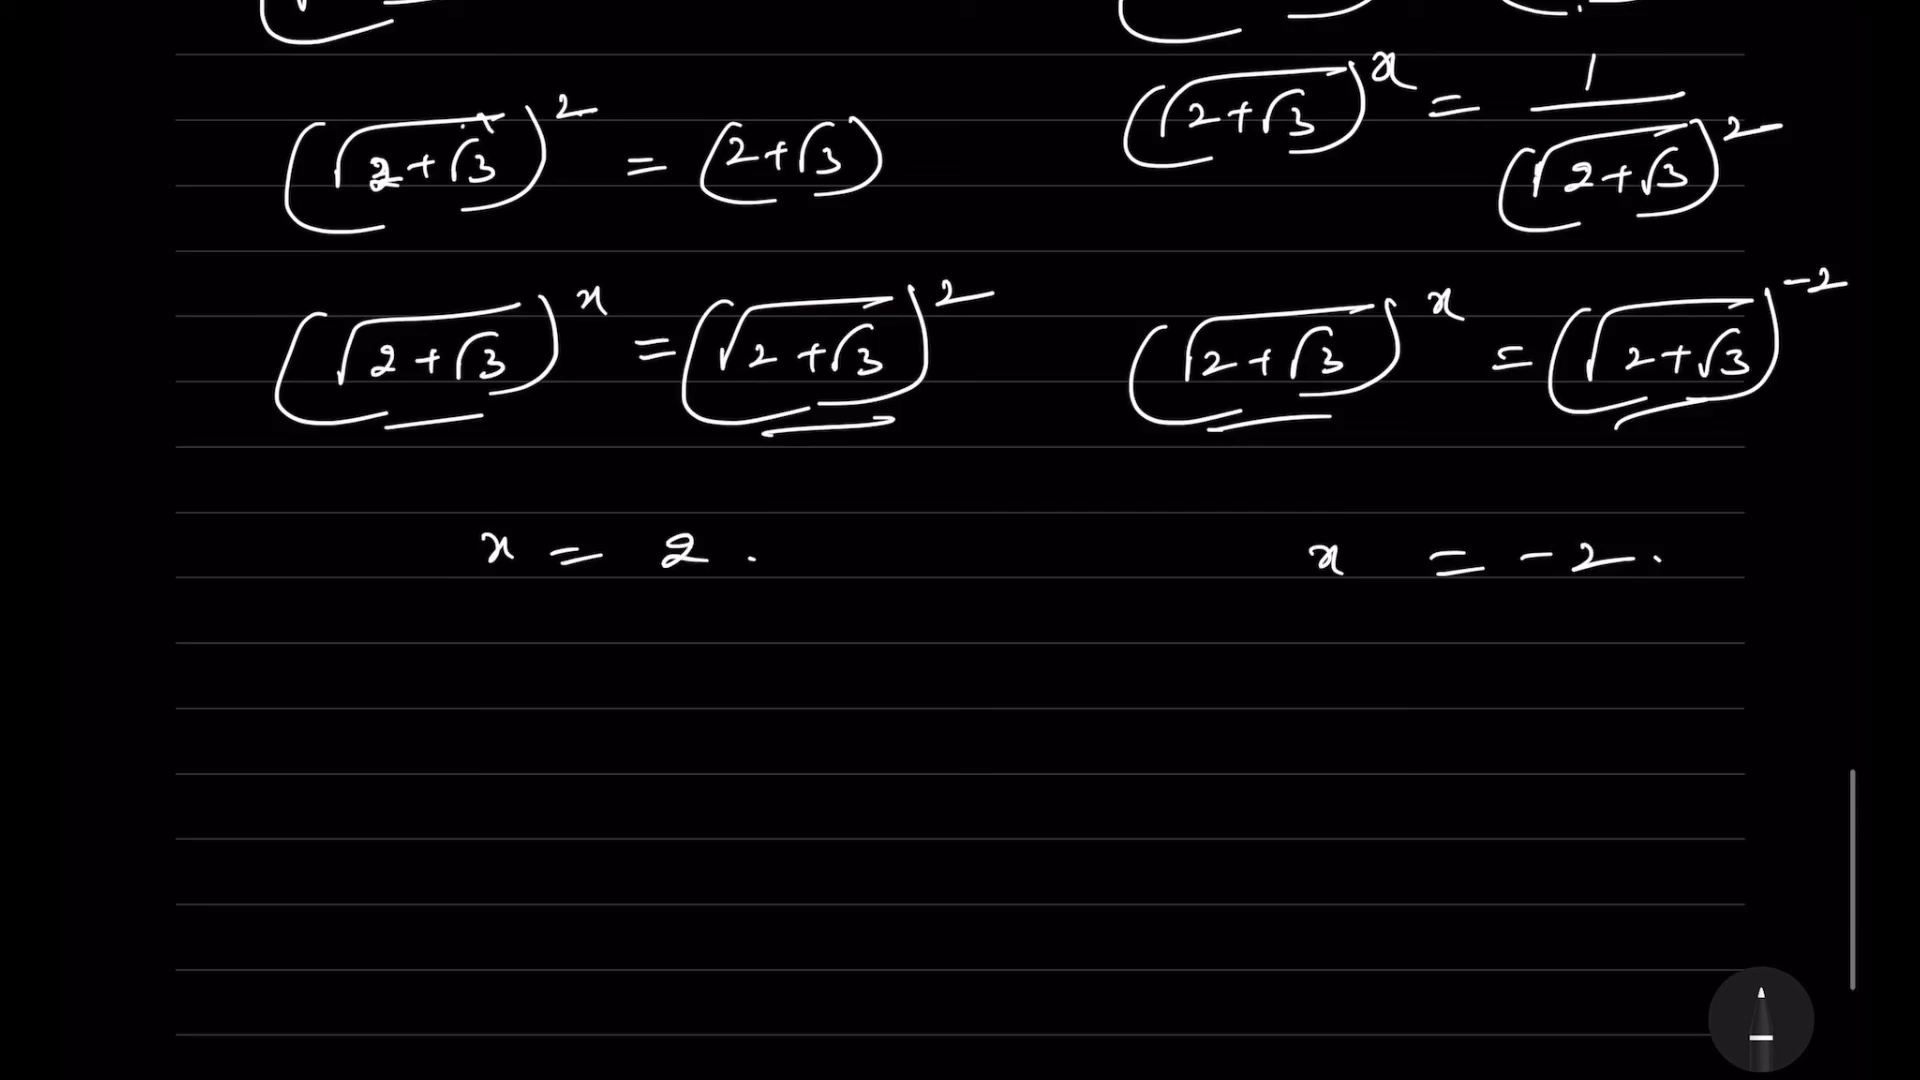 (√(2+√3))^2 = (2+√3)
(√(2+√3))^x = (√(2+√3))^2
x = 2.
(√(2+√3))^x = 1/(√(2+√3))^2
(√(2+√3))^x = (√(2+√3))^-2
x = -2.